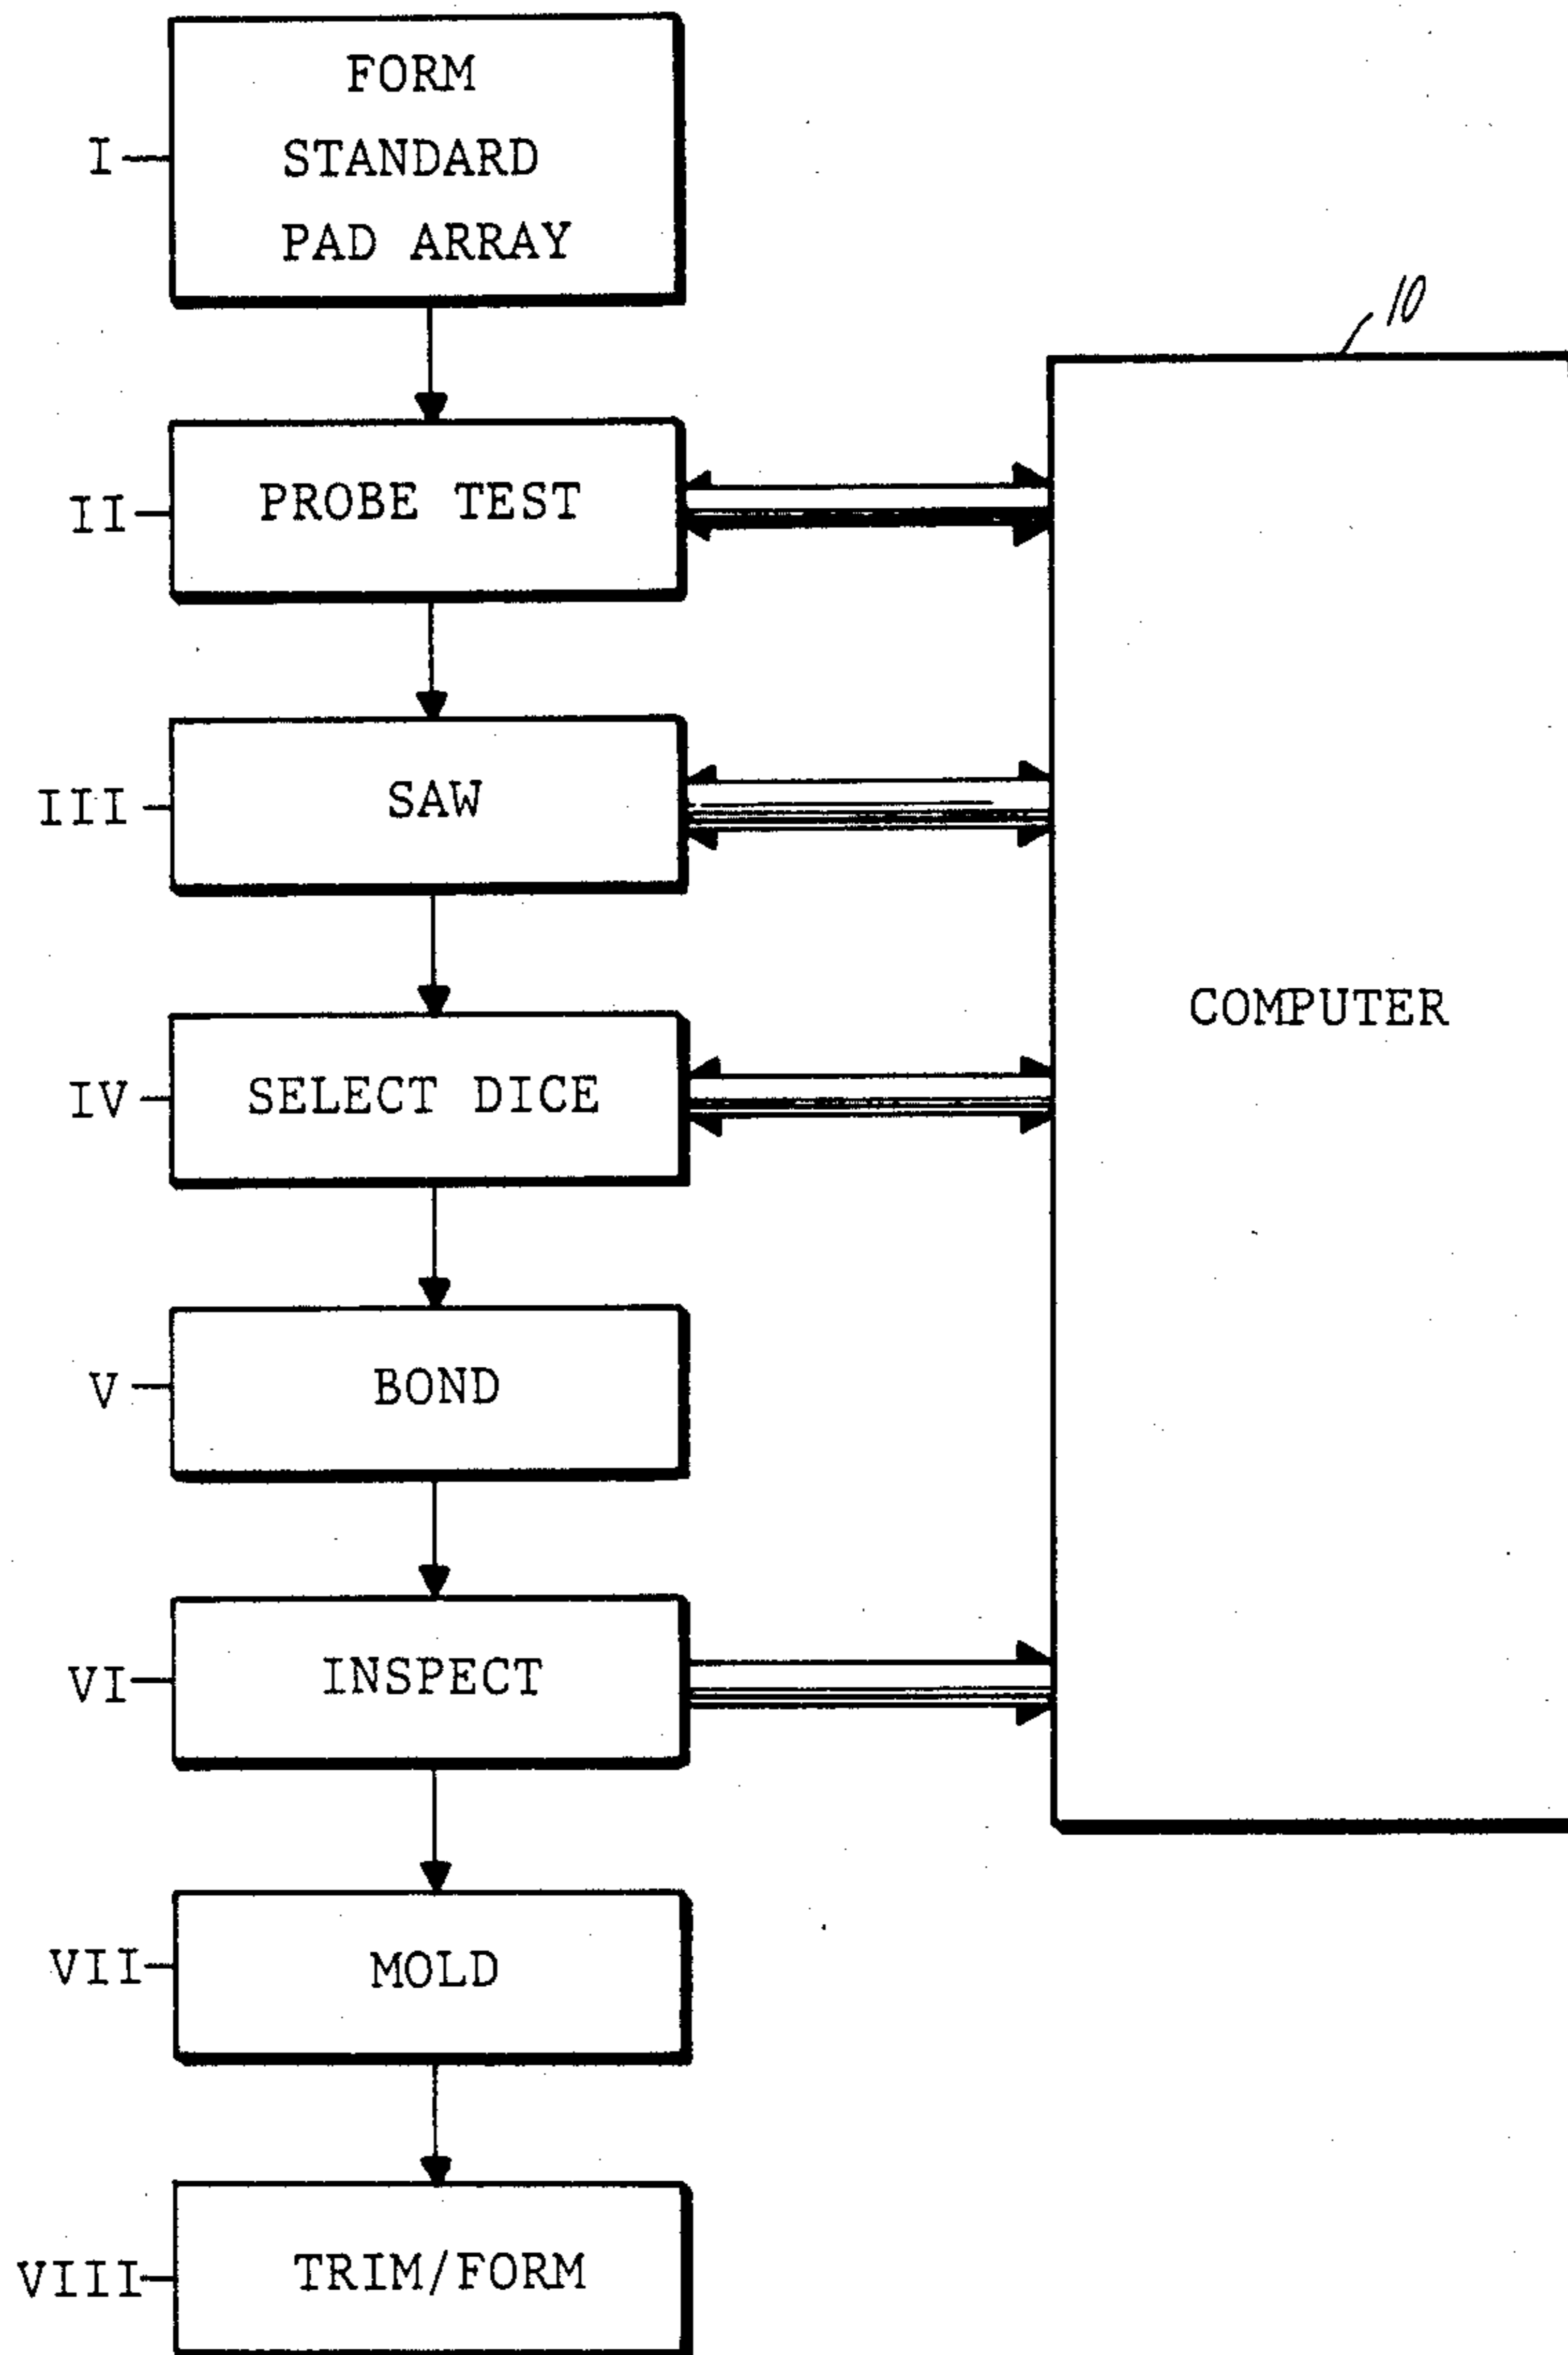 I
FORM
STANDARD
PAD ARRAY
10
II
PROBE TEST
III
SAW
COMPUTER
IV
SELECT DICE
V
BOND
VI
INSPECT
VII
MOLD
VIII
TRIM/FORM